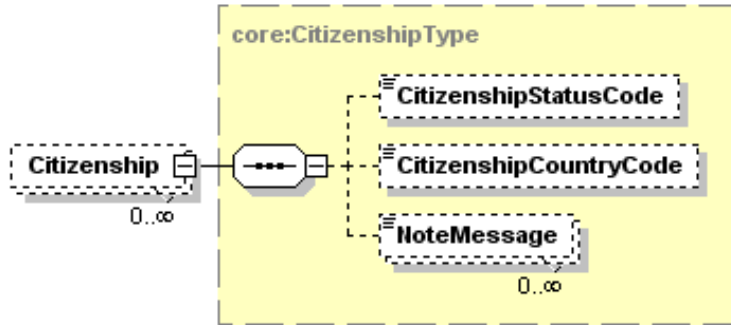 core:CitizenshipType
CitizenshipStatusCode
Citizenship
0..∞
CitizenshipCountryCode
NoteMessage
0..∞